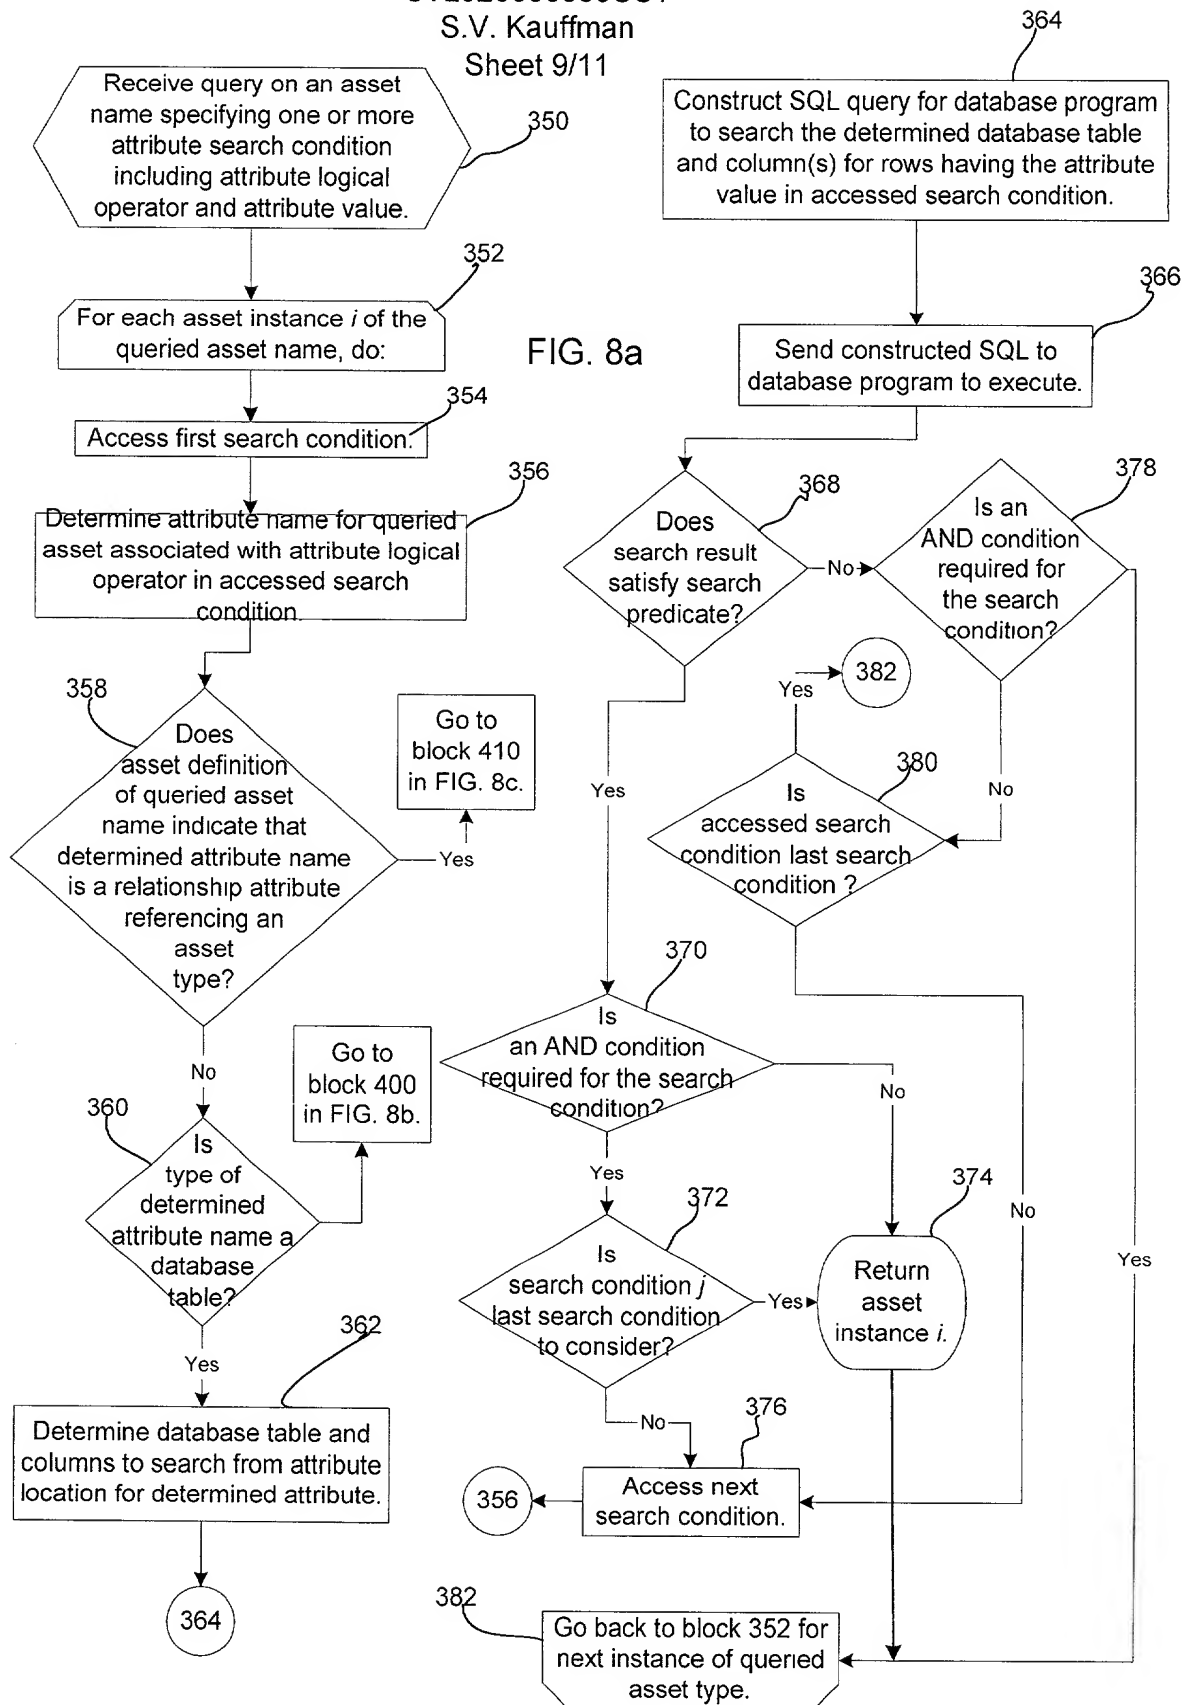 S.V. Kauffman
Sheet 9/11
Receive query on an asset
name specifying one or more
attribute search condition
including attribute logical
operator and attribute value.
350
352
For each asset instance i of the
queried asset name, do:
FIG. 8a
354
Access first search condition.
356
Determine attribute name for queried
asset associated with attribute logical
operator in accessed search
condition.
358
Does
asset definition
of queried asset
name indicate that
determined attribute name
is a relationship attribute
referencing an
asset
type?
Yes
Go to
block 410
in FIG. 8c.
No
360
Is
type of
determined
attribute name a
database
table?
Go to
block 400
in FIG. 8b.
Yes
362
Determine database table and
columns to search from attribute
location for determined attribute.
364
364
Construct SQL query for database program
to search the determined database table
and column(s) for rows having the attribute
value in accessed search condition.
366
Send constructed SQL to
database program to execute.
368
Does
search result
satisfy search
predicate?
No
378
Is an
AND condition
required for
the search
condition?
Yes
382
No
380
Is
accessed search
condition last search
condition ?
Yes
370
Is
an AND condition
required for the search
condition?
No
Yes
372
Is
search condition j
last search condition
to consider?
Yes
374
Return
asset
instance i.
No
Yes
No
376
Access next
search condition.
356
382
Go back to block 352 for
next instance of queried
asset type.